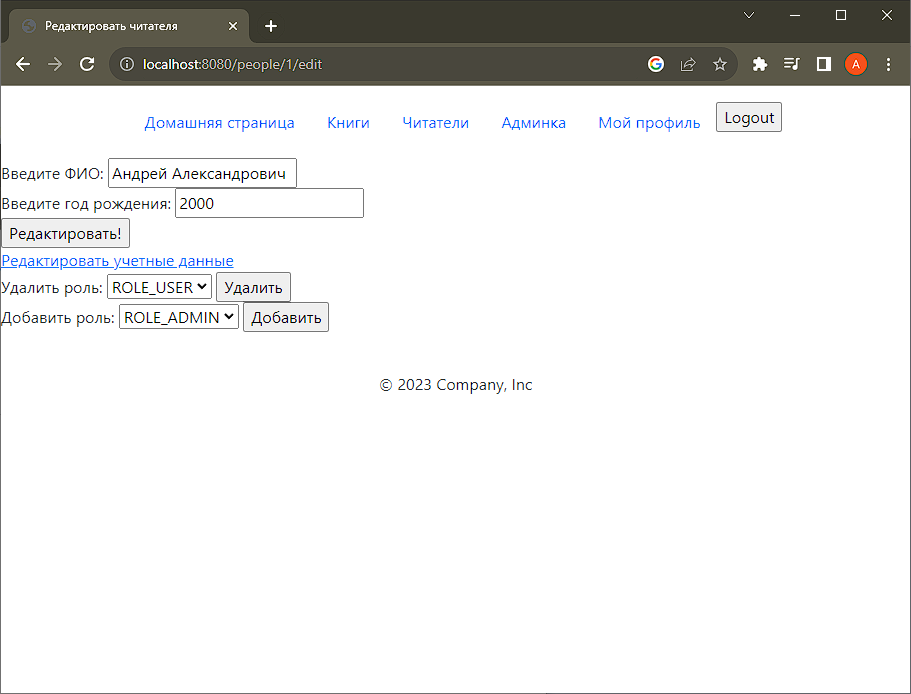 Редактировать читателя
localhost:8080/people/1/edit
A
Домашняя страница Книги Читатели Админка Мой профиль Logout
Введите ФИО: Андрей Александрович
Введите год рождения: 2000
Редактировать!
Редактировать учетные данные
Удалить роль: ROLE_USER Удалить
Добавить роль: ROLE_ADMIN Добавить
© 2023 Company, Inc